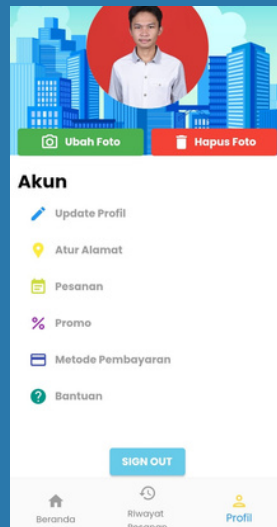 Ubah Foto
Hapus Foto
Akun
Update Profil
Atur Alamat
Pesanan
Promo
Metode Pembayaran
Bantuan
SIGN OUT
Beranda
Riwayat
Pesanan
Profil